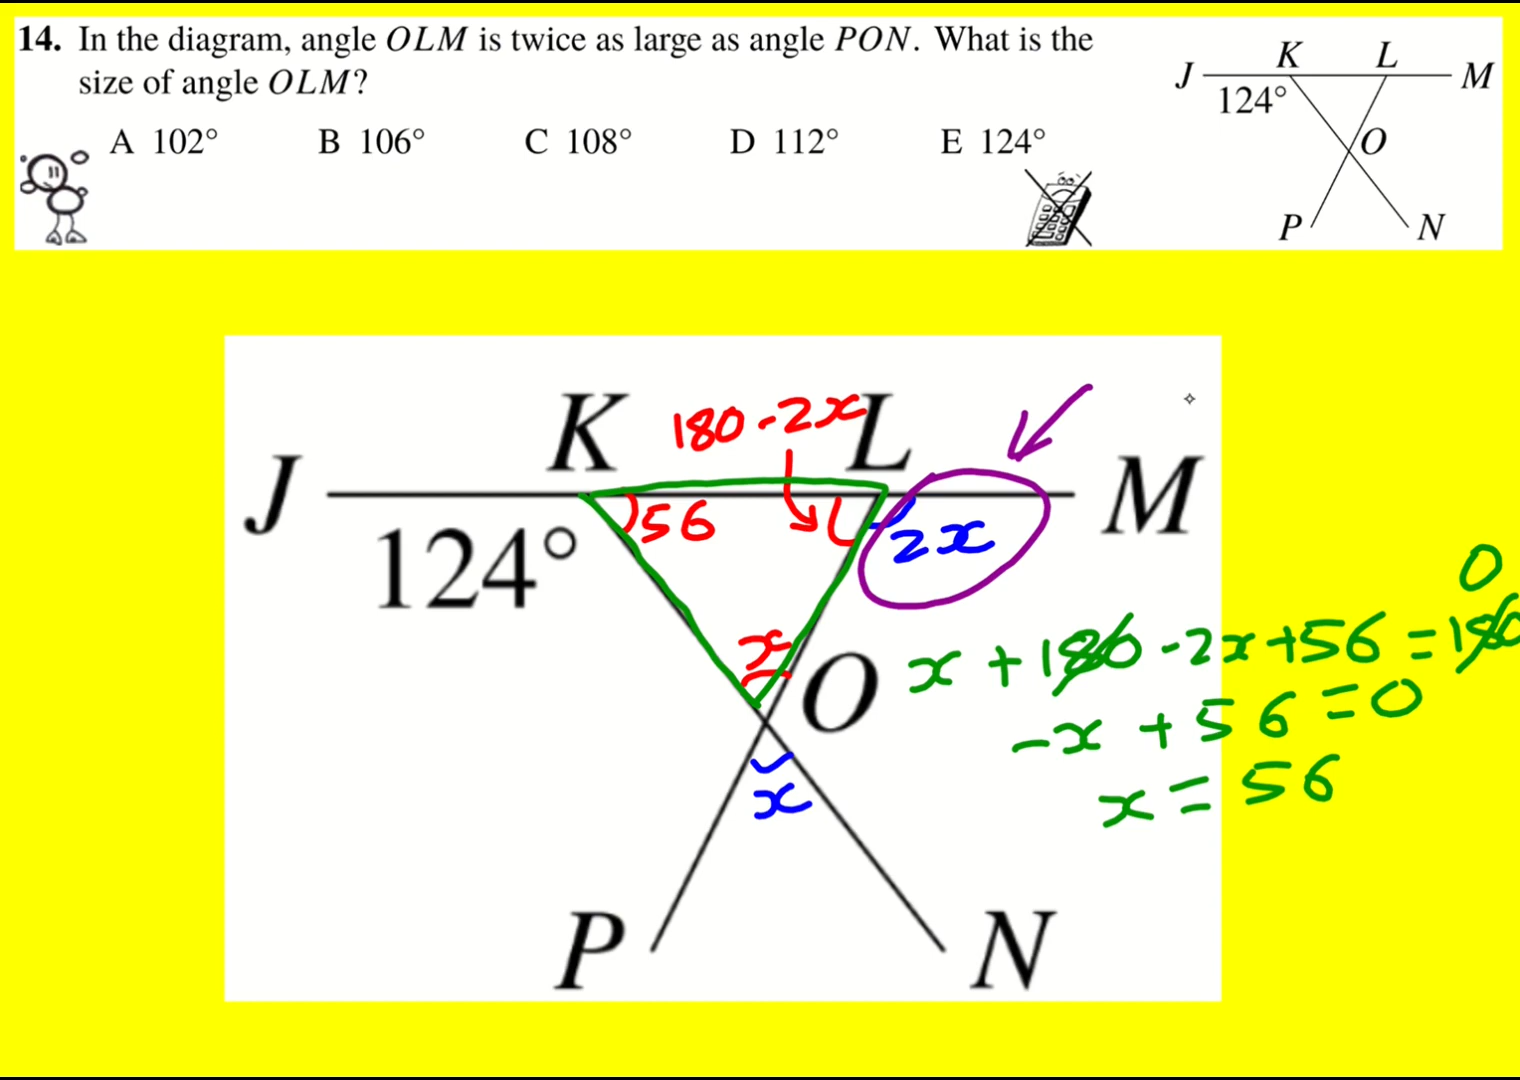 14. In the diagram, angle OLM is twice as large as angle PON. What is the
size of angle OLM?
A 102° B 106° C 108° D 112° E 124°
J K L M
124°
O
P N
K 180-2x L
J M
124° 56 2x
x O
x
P N
0
x + 180 - 2x + 56 = 180
-x + 56 = 0
x = 56